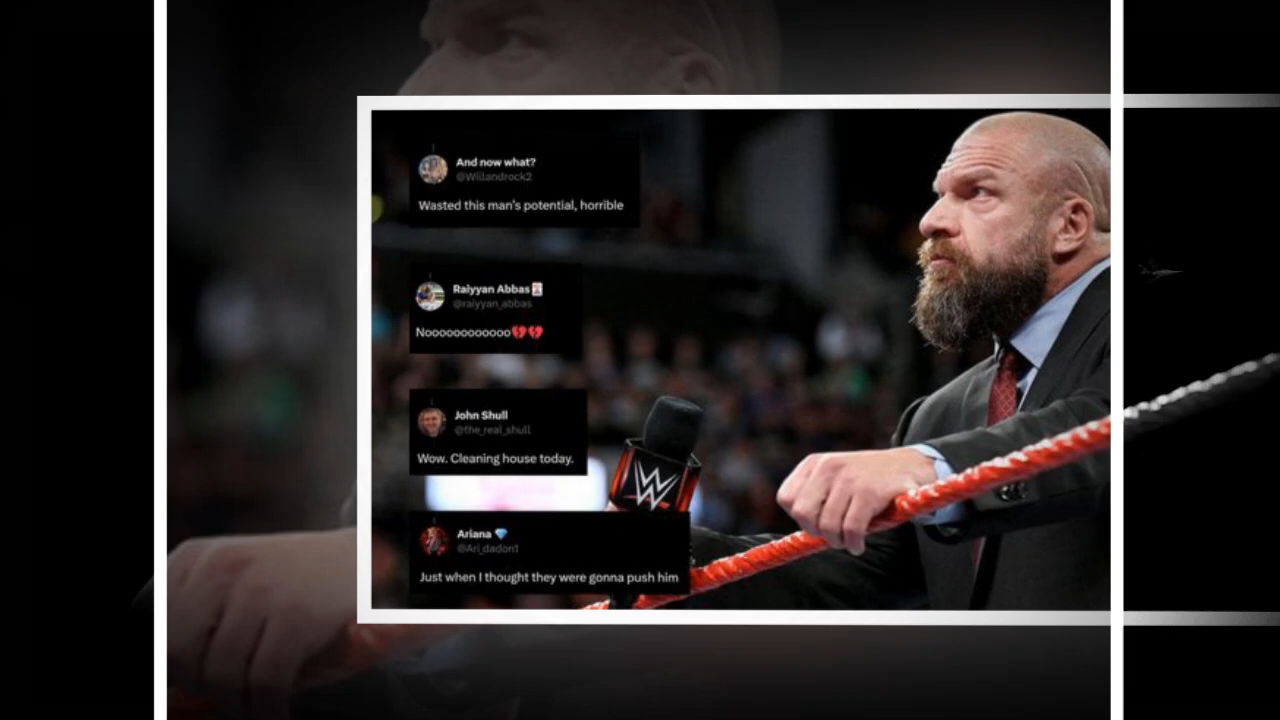 And now what?
@Willandrock2
Wasted this man's potential, horrible
Raiyyan Abbas
@raiyyan_abbas
Noooooooooooo💔💔
John Shull
@the_real_shull
Wow. Cleaning house today.
W
Ariana 💎
@Ari_dadon1
Just when I thought they were gonna push him